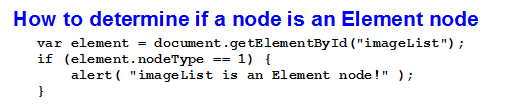 How to determine if a node is an Element node
var element = document.getElementById("imageList");
if (element.nodeType == 1) {
    alert( "imageList is an Element node!" );
}